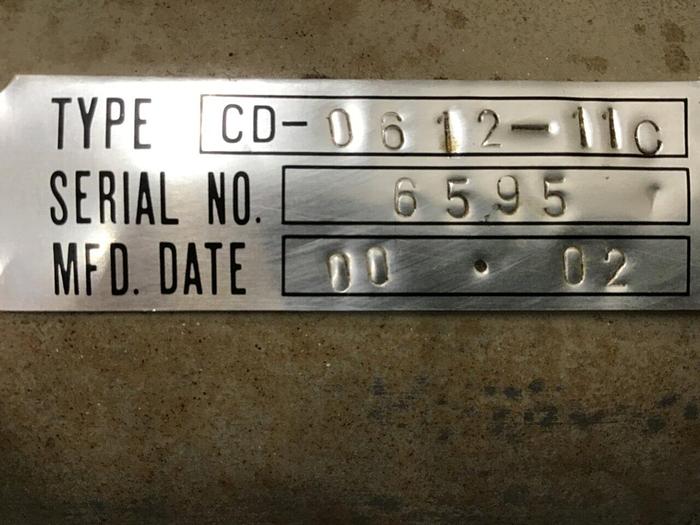 TYPE CD-0612-11C
SERIAL NO. 6595
MFD. DATE 00 . 02